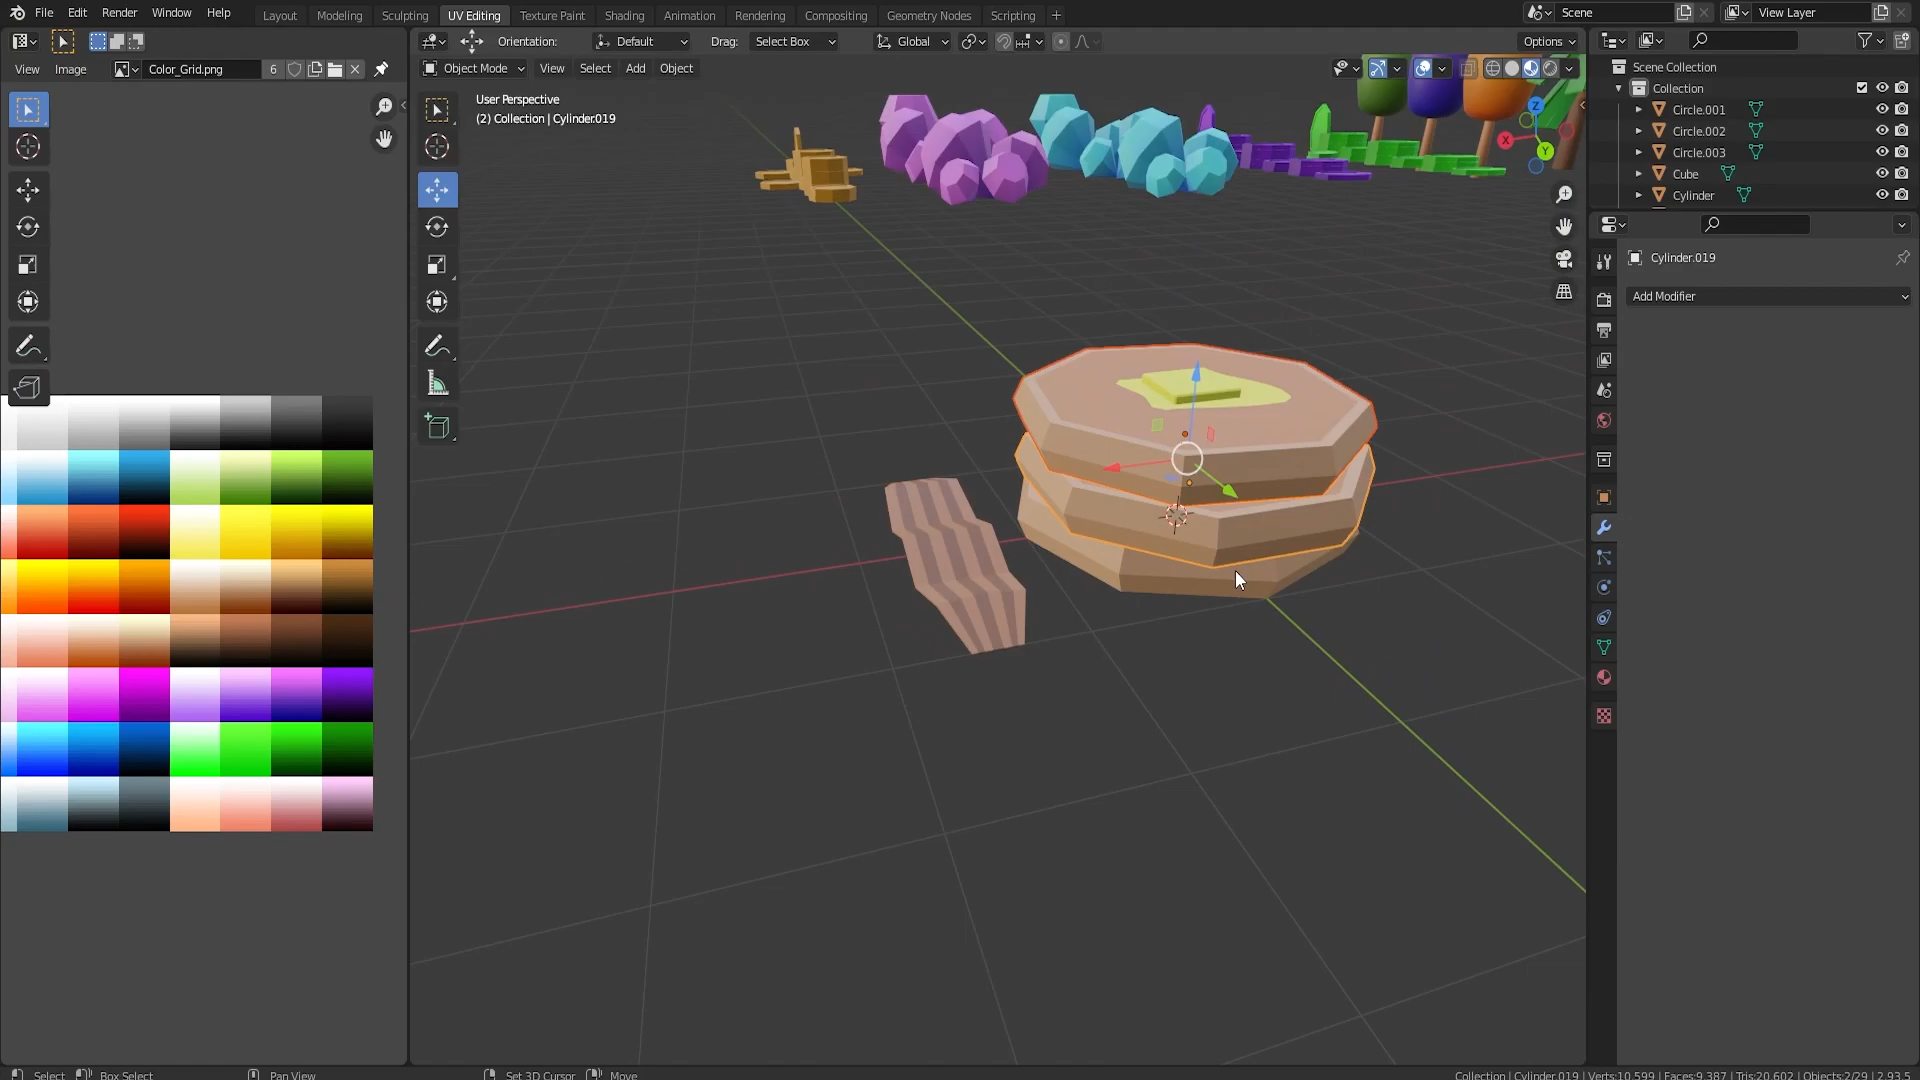 File Edit Render Window Help
Layout Modeling Sculpting UV Editing Texture Paint Shading Animation Rendering Compositing Geometry Nodes Scripting +
Scene
View Layer
Orientation: Default Drag: Select Box
Global
Options
View Image Color_Grid.png 6
Object Mode View Select Add Object
User Perspective
(2) Collection | Cylinder.019
Z
X
Y
Scene Collection
Collection
Circle.001
Circle.002
Circle.003
Cube
Cylinder
Cylinder.019
Add Modifier
Select Box Select Pan View Set 3D Cursor Move
Collection | Cylinder.019 | Verts:10,599 | Faces:9,387 | Tris:20,602 | Objects:2/29 | 2.93.5